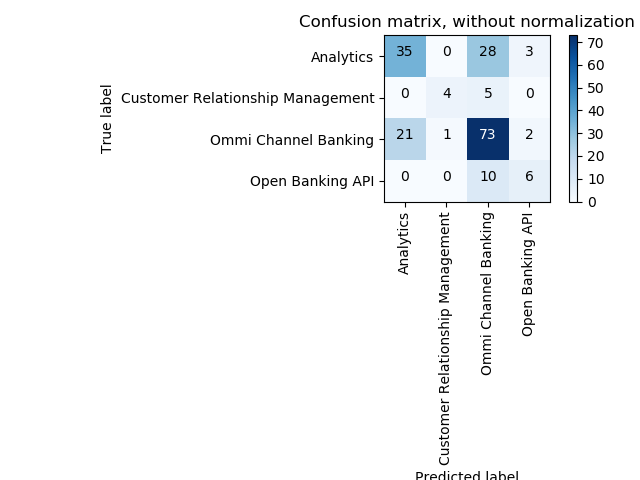 Confusion matrix, without normalization
True label
Analytics 35 0 28 3
Customer Relationship Management 0 4 5 0
Ommi Channel Banking 21 1 73 2
Open Banking API 0 0 10 6
70
60
50
40
30
20
10
0
Analytics
Customer Relationship Management
Ommi Channel Banking
Open Banking API
Predicted label